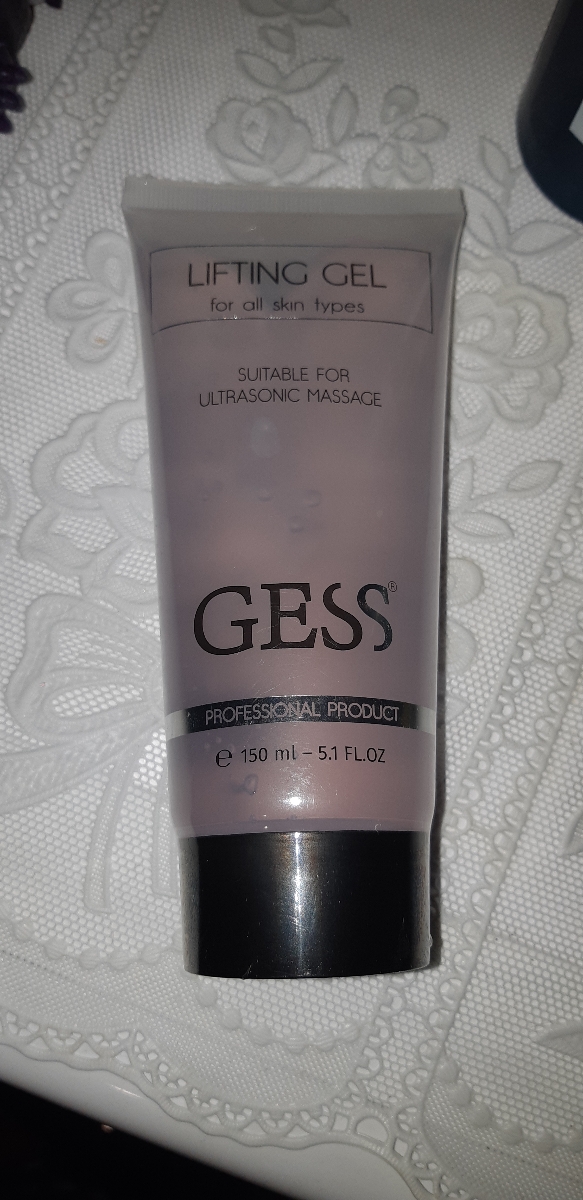 LIFTING GEL
for all skin types
SUITABLE FOR
ULTRASONIC MASSAGE
GESS®
PROFESSIONAL PRODUCT
℮ 150 ml – 5.1 FL.OZ